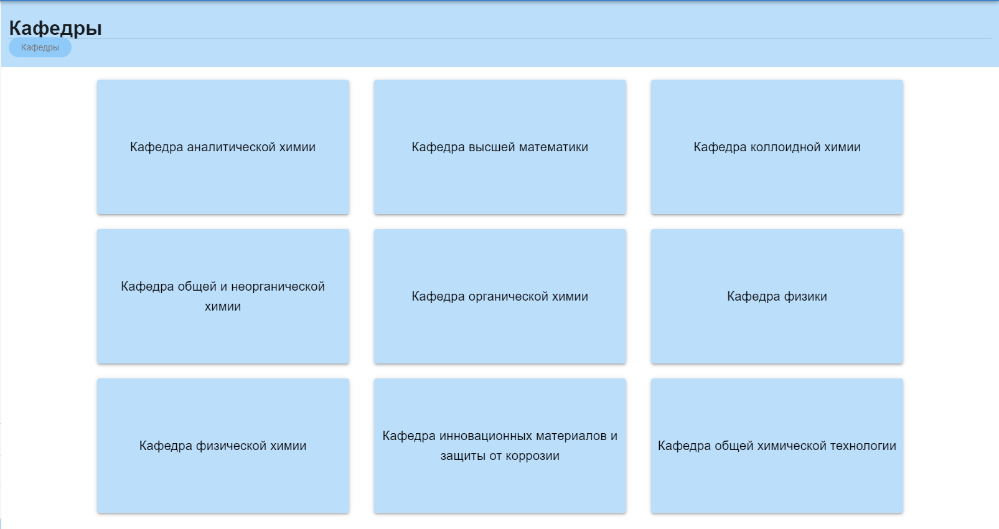 Кафедры
Кафедры
Кафедра аналитической химии
Кафедра высшей математики
Кафедра коллоидной химии
Кафедра общей и неорганической
химии
Кафедра органической химии
Кафедра физики
Кафедра физической химии
Кафедра инновационных материалов и
защиты от коррозии
Кафедра общей химической технологии